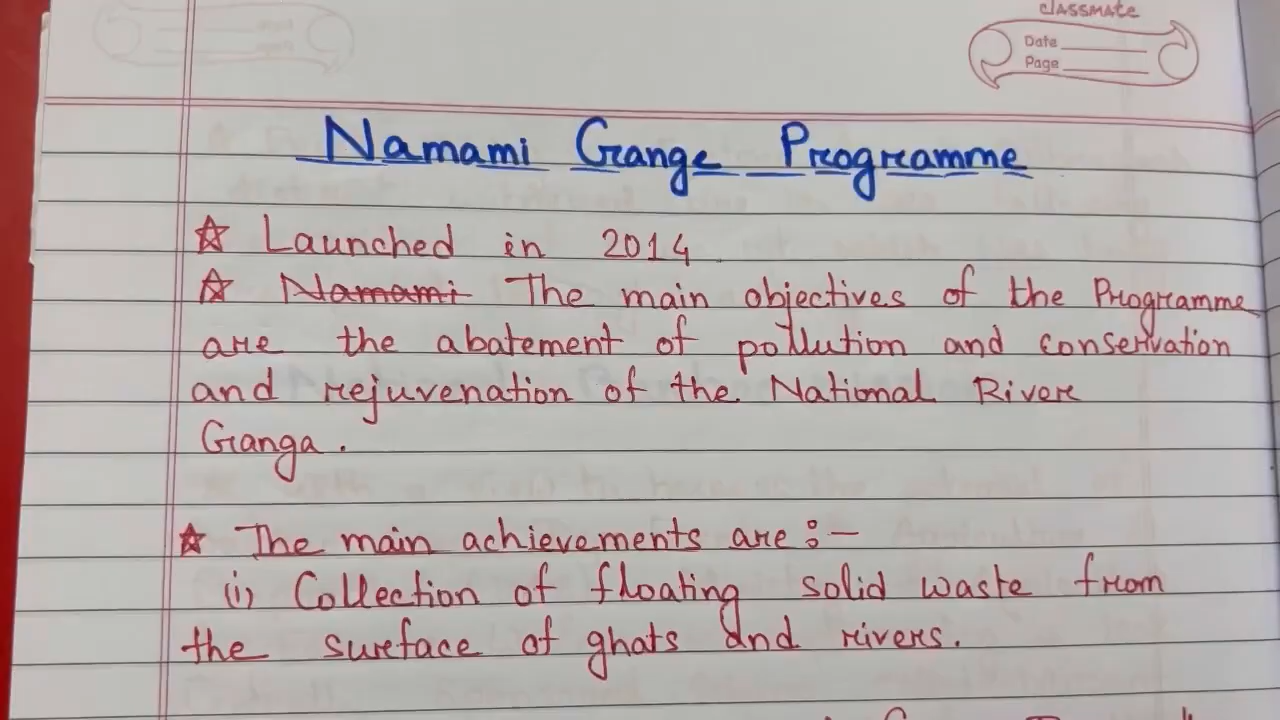 classmate
Date
Page
Namami Gange Programme
☆ Launched in 2014
☆ Namami The main objectives of the Programme
are the abatement of pollution and conservation
and rejuvenation of the National River
Ganga.
☆ The main achievements are :-
(i) Collection of floating solid waste from
the surface of ghats and rivers.